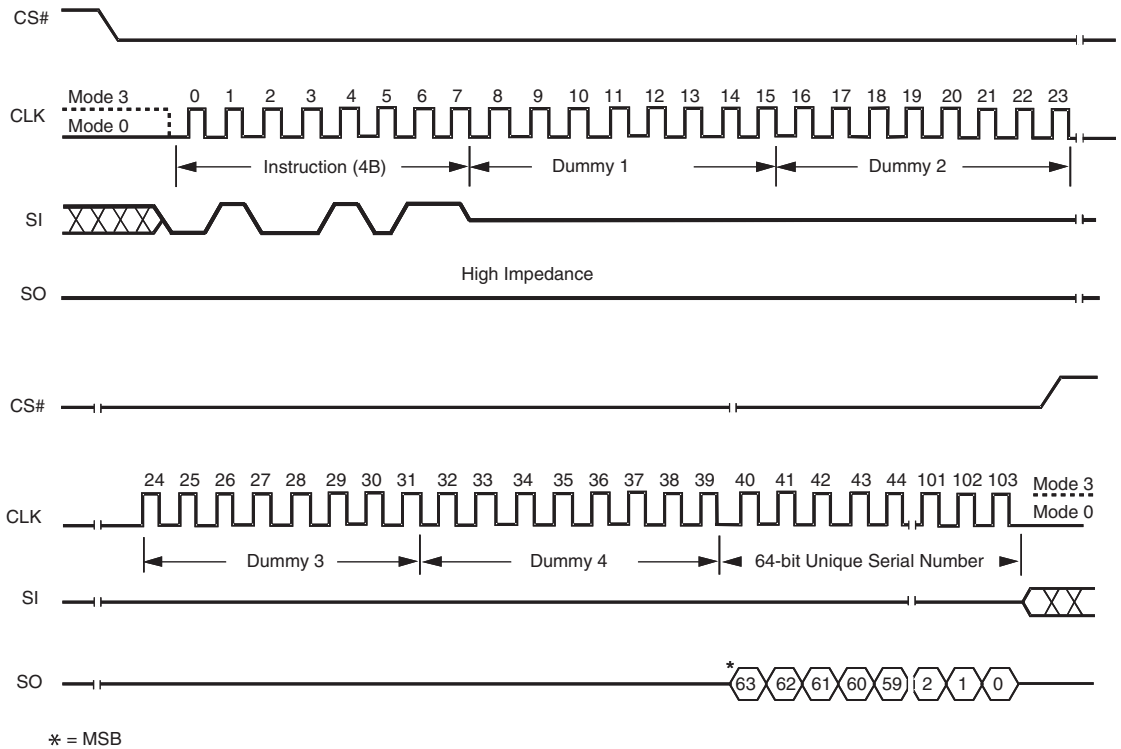 CS#
Mode 3
0 1 2 3 4 5 6 7 8 9 10 11 12 13 14 15 16 17 18 19 20 21 22 23
CLK
Mode 0
Instruction (4B) Dummy 1 Dummy 2
SI
High Impedance
SO
CS#
24 25 26 27 28 29 30 31 32 33 34 35 36 37 38 39 40 41 42 43 44 101 102 103
Mode 3
CLK
Mode 0
Dummy 3 Dummy 4 64-bit Unique Serial Number
SI
*
SO 63 62 61 60 59 2 1 0
* = MSB